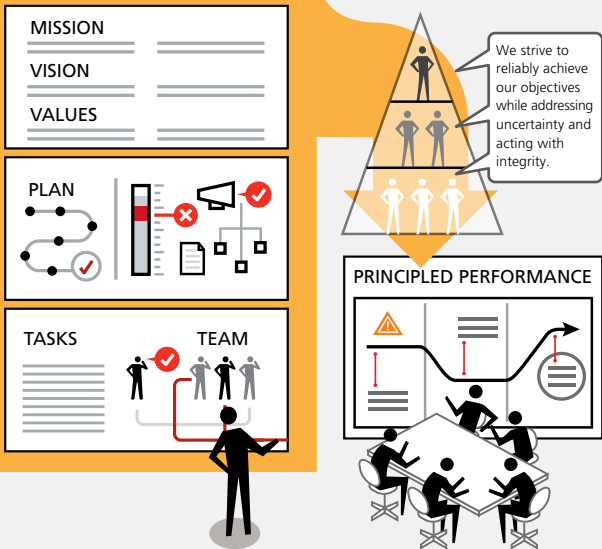 MISSION
VISION
VALUES
PLAN
TASKS
TEAM
We strive to
reliably achieve
our objectives
while addressing
uncertainty and
acting with
integrity.
PRINCIPLED PERFORMANCE